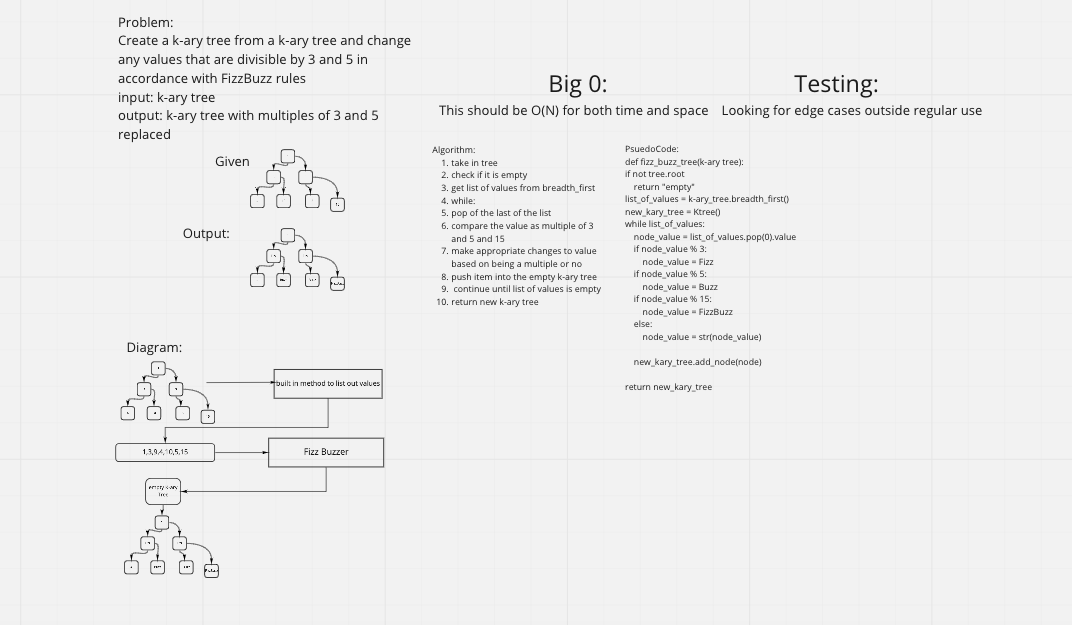 Problem:
Create a k-ary tree from a k-ary tree and change
any values that are divisible by 3 and 5 in
accordance with FizzBuzz rules
input: k-ary tree
output: k-ary tree with multiples of 3 and 5
replaced
Given
Output:
Big 0:
This should be O(N) for both time and space
Testing:
Looking for edge cases outside regular use
Algorithm:
1. take in tree
2. check if it is empty
3. get list of values from breadth_first
4. while:
5. pop of the last of the list
6. compare the value as multiple of 3
and 5 and 15
7. make appropriate changes to value
based on being a multiple or no
8. push item into the empty k-ary tree
9. continue until list of values is empty
10. return new k-ary tree
PsuedoCode:
def fizz_buzz_tree(k-ary tree):
if not tree.root
return "empty"
list_of_values = k-ary_tree.breadth_first()
new_kary_tree = Ktree()
while list_of_values:
node_value = list_of_values.pop(0).value
if node_value % 3:
node_value = Fizz
if node_value % 5:
node_value = Buzz
if node_value % 15:
node_value = FizzBuzz
else:
node_value = str(node_value)
new_kary_tree.add_node(node)
return new_kary_tree
Diagram:
built in method to list out values
1,3,9,4,10,5,15
Fizz Buzzer
empty k-ary
tree